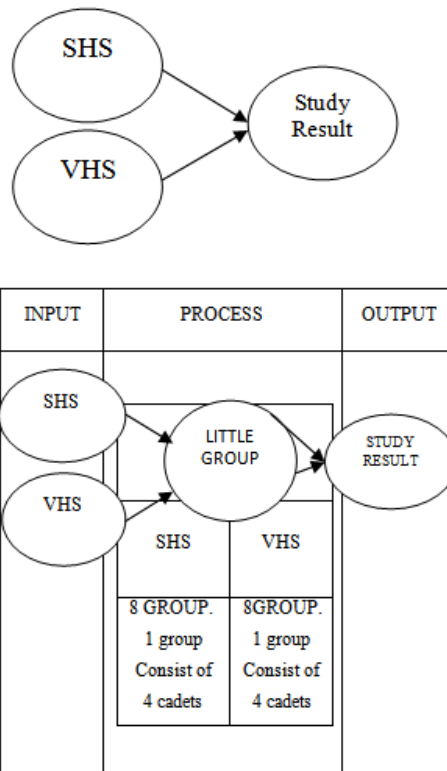 SHS
VHS
Study
Result
INPUT PROCESS OUTPUT
SHS
VHS
LITTLE
GROUP
STUDY
RESULT
SHS VHS
8 GROUP. 8GROUP.
1 group 1 group
Consist of Consist of
4 cadets 4 cadets